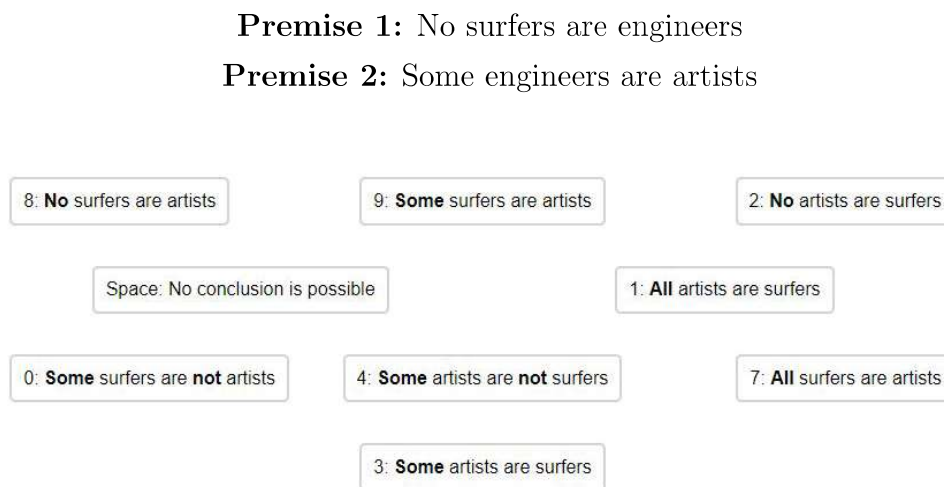 Premise 1: No surfers are engineers
Premise 2: Some engineers are artists
8: No surfers are artists
9: Some surfers are artists
2: No artists are surfers
Space: No conclusion is possible
1: All artists are surfers
0: Some surfers are not artists
4: Some artists are not surfers
7: All surfers are artists
3: Some artists are surfers